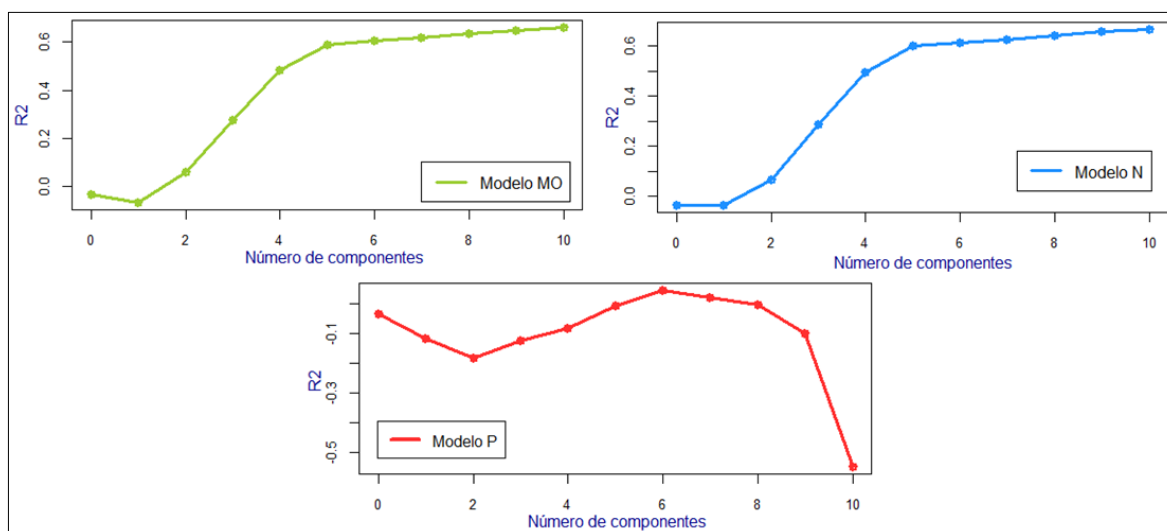 R2
0.6
0.4
0.2
0.0
Modelo MO
0 2 4 6 8 10
Número de componentes
R2
0.6
0.4
0.2
0.0
Modelo N
0 2 4 6 8 10
Número de componentes
R2
-0.1
-0.3
-0.5
Modelo P
0 2 4 6 8 10
Número de componentes